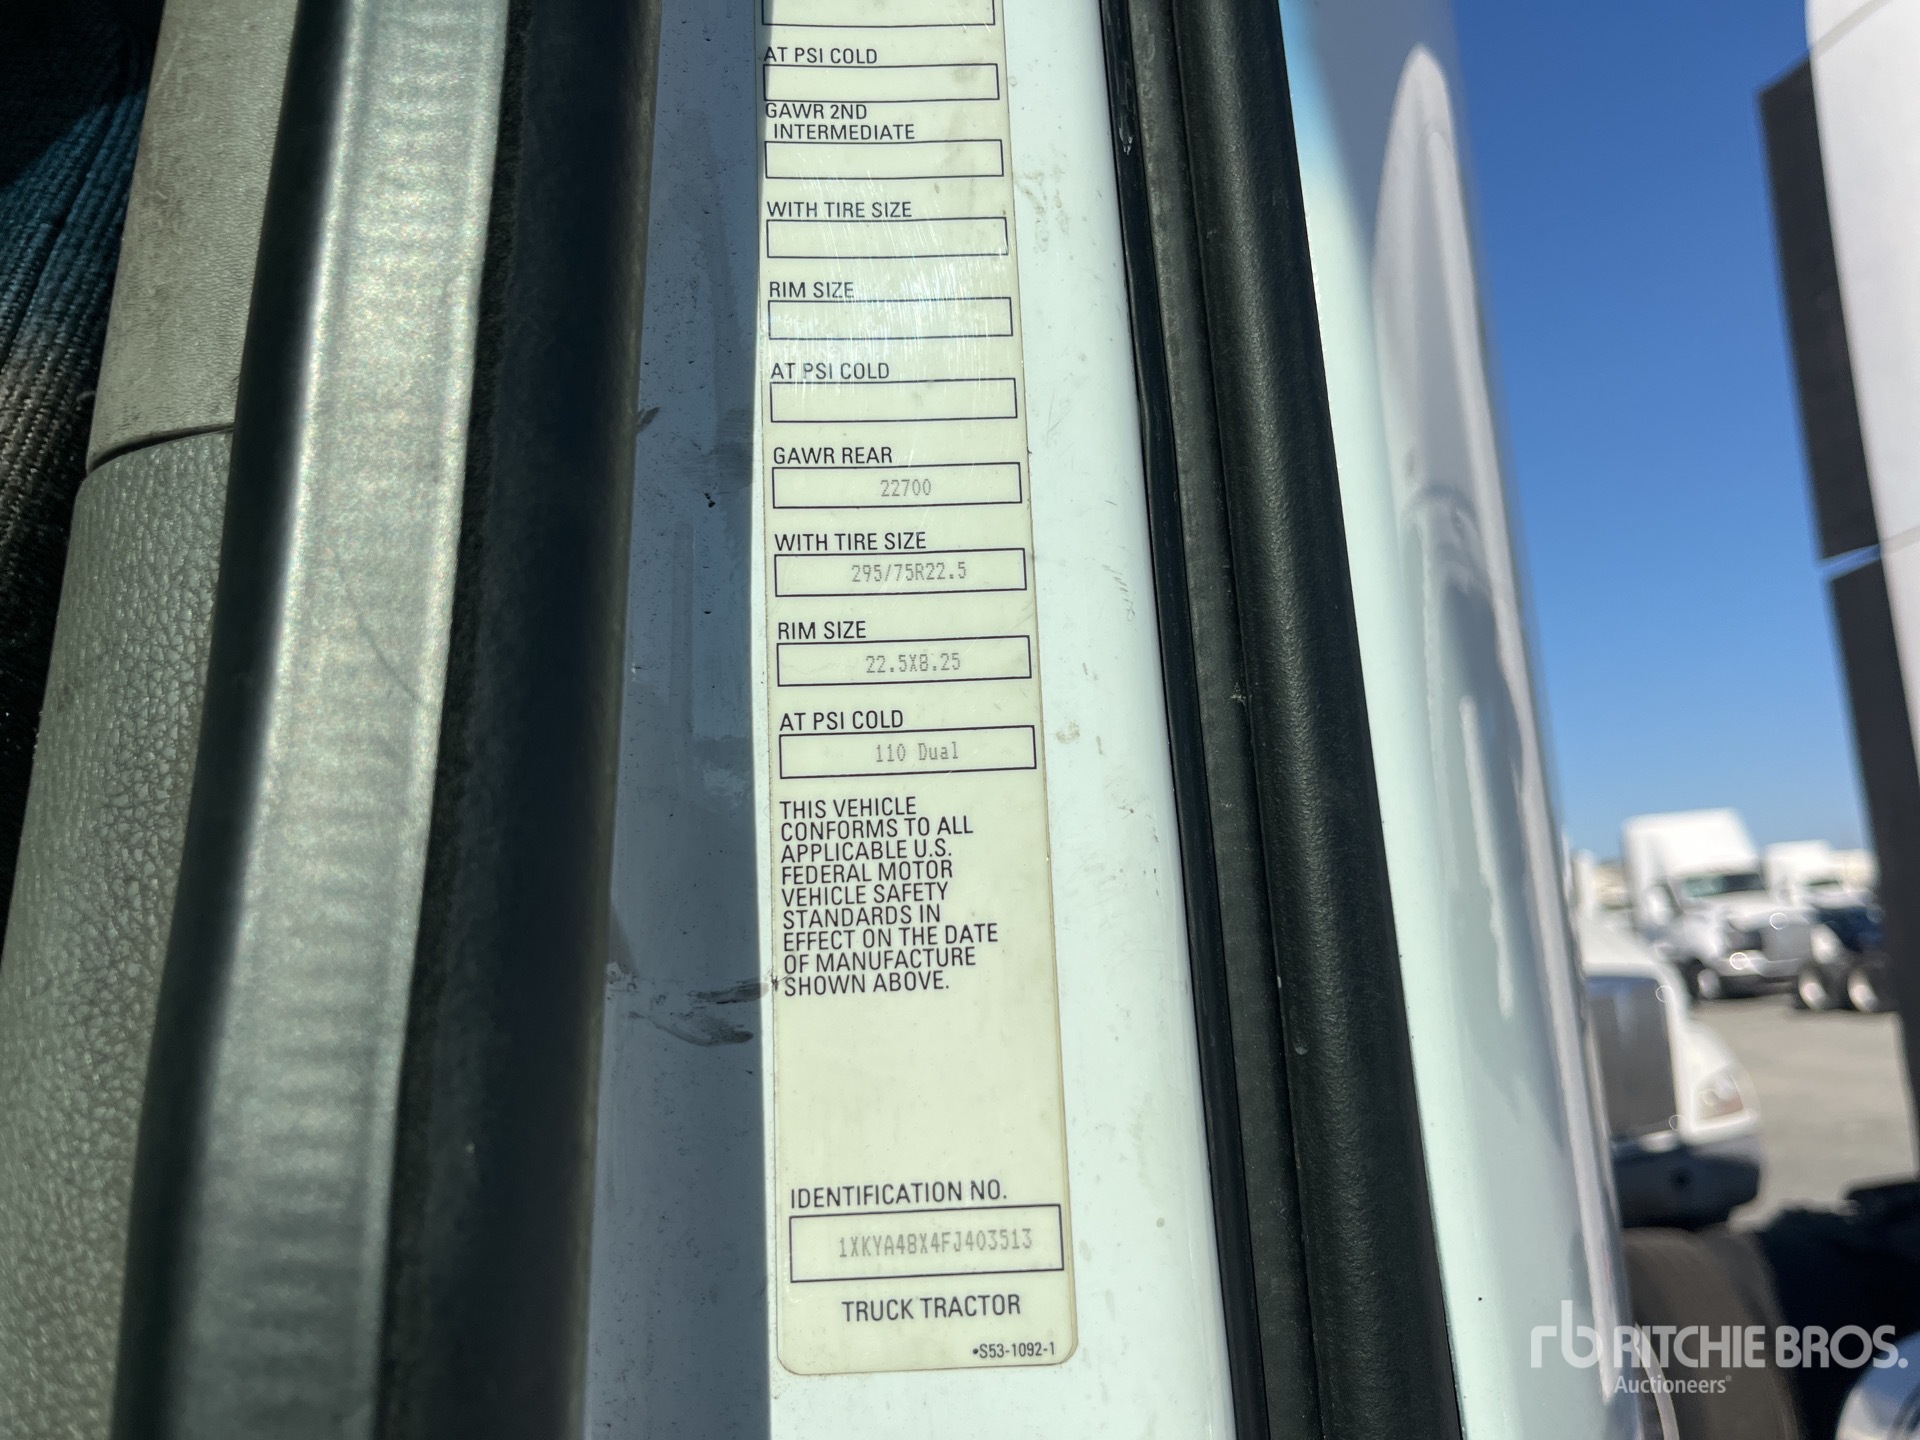 AT PSI COLD
GAWR 2ND
INTERMEDIATE
WITH TIRE SIZE
RIM SIZE
AT PSI COLD
GAWR REAR
22700
WITH TIRE SIZE
295/75R22.5
RIM SIZE
22.5X8.25
AT PSI COLD
110 Dual
THIS VEHICLE
CONFORMS TO ALL
APPLICABLE U.S.
FEDERAL MOTOR
VEHICLE SAFETY
STANDARDS IN
EFFECT ON THE DATE
OF MANUFACTURE
SHOWN ABOVE.
IDENTIFICATION NO.
1XKYA48X4FJ403513
TRUCK TRACTOR
•S53-1092-1
rb RITCHIE BROS.
Auctioneers®